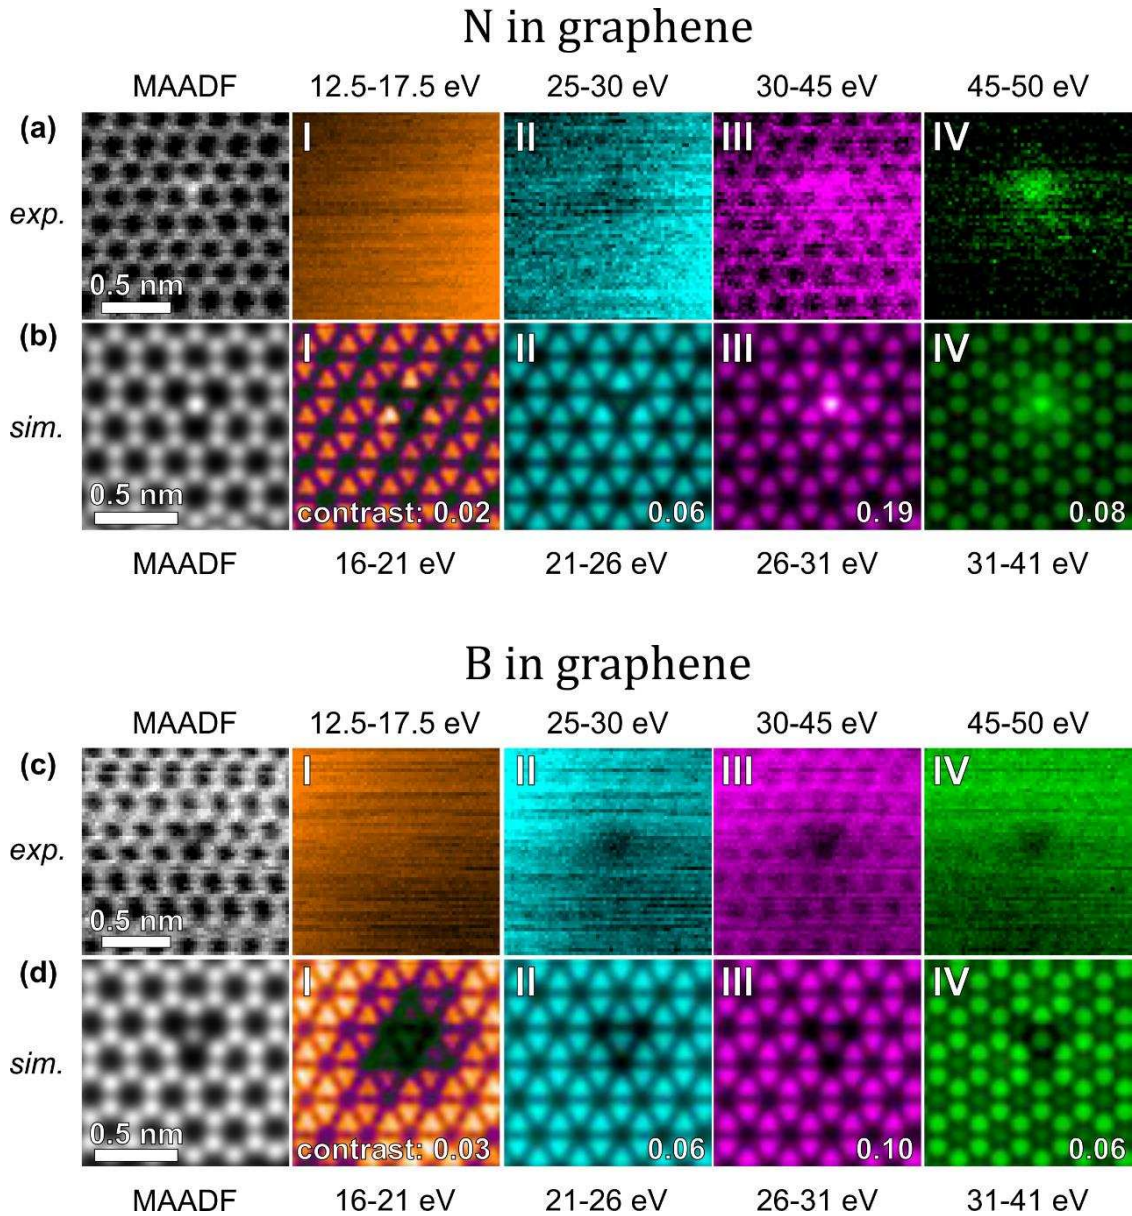 N in graphene
MAADF 12.5-17.5 eV 25-30 eV 30-45 eV 45-50 eV
(a) I II III IV
exp.
0.5 nm
(b) I II III IV
sim.
0.5 nm contrast: 0.02 0.06 0.19 0.08
MAADF 16-21 eV 21-26 eV 26-31 eV 31-41 eV
B in graphene
MAADF 12.5-17.5 eV 25-30 eV 30-45 eV 45-50 eV
(c) I II III IV
exp.
0.5 nm
(d) I II III IV
sim.
0.5 nm contrast: 0.03 0.06 0.10 0.06
MAADF 16-21 eV 21-26 eV 26-31 eV 31-41 eV